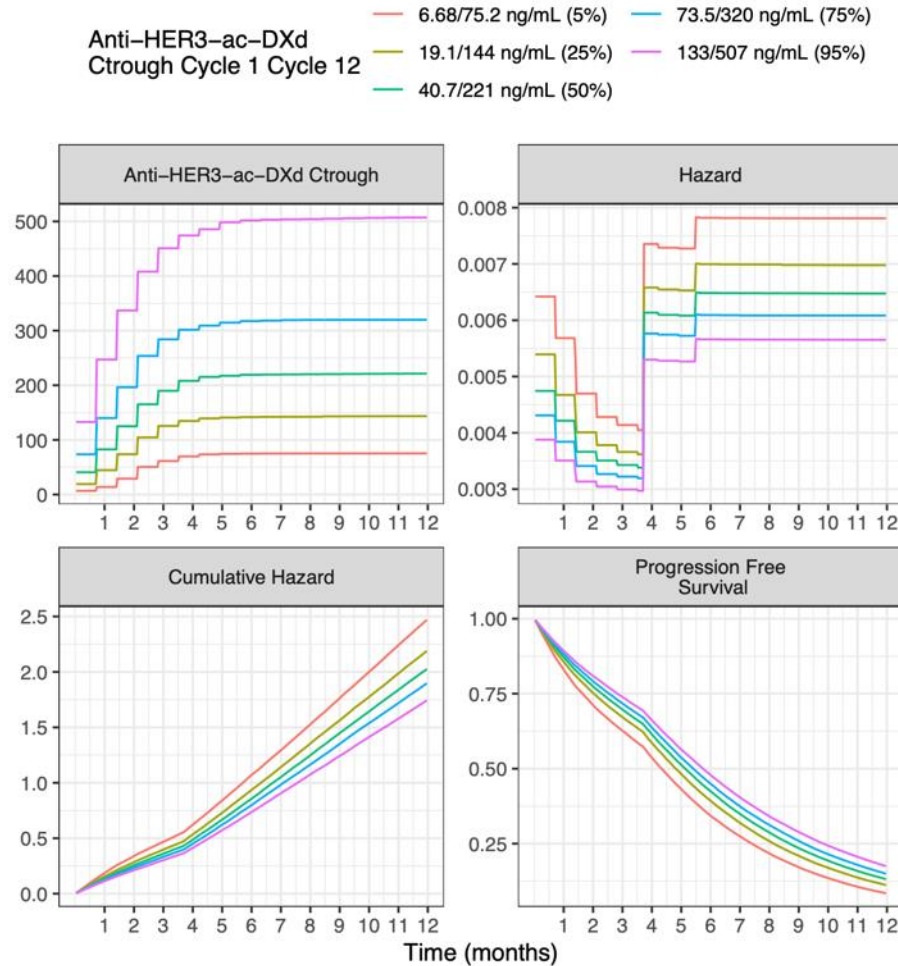 Anti−HER3−ac−DXd
Ctrough Cycle 1 Cycle 12
6.68/75.2 ng/mL (5%)
19.1/144 ng/mL (25%)
40.7/221 ng/mL (50%)
73.5/320 ng/mL (75%)
133/507 ng/mL (95%)
Anti−HER3−ac−DXd Ctrough
500
400
300
200
100
0
1 2 3 4 5 6 7 8 9 10 11 12
Hazard
0.008
0.007
0.006
0.005
0.004
0.003
1 2 3 4 5 6 7 8 9 10 11 12
Cumulative Hazard
2.5
2.0
1.5
1.0
0.5
0.0
1 2 3 4 5 6 7 8 9 10 11 12
Progression Free
Survival
1.00
0.75
0.50
0.25
1 2 3 4 5 6 7 8 9 10 11 12
Time (months)